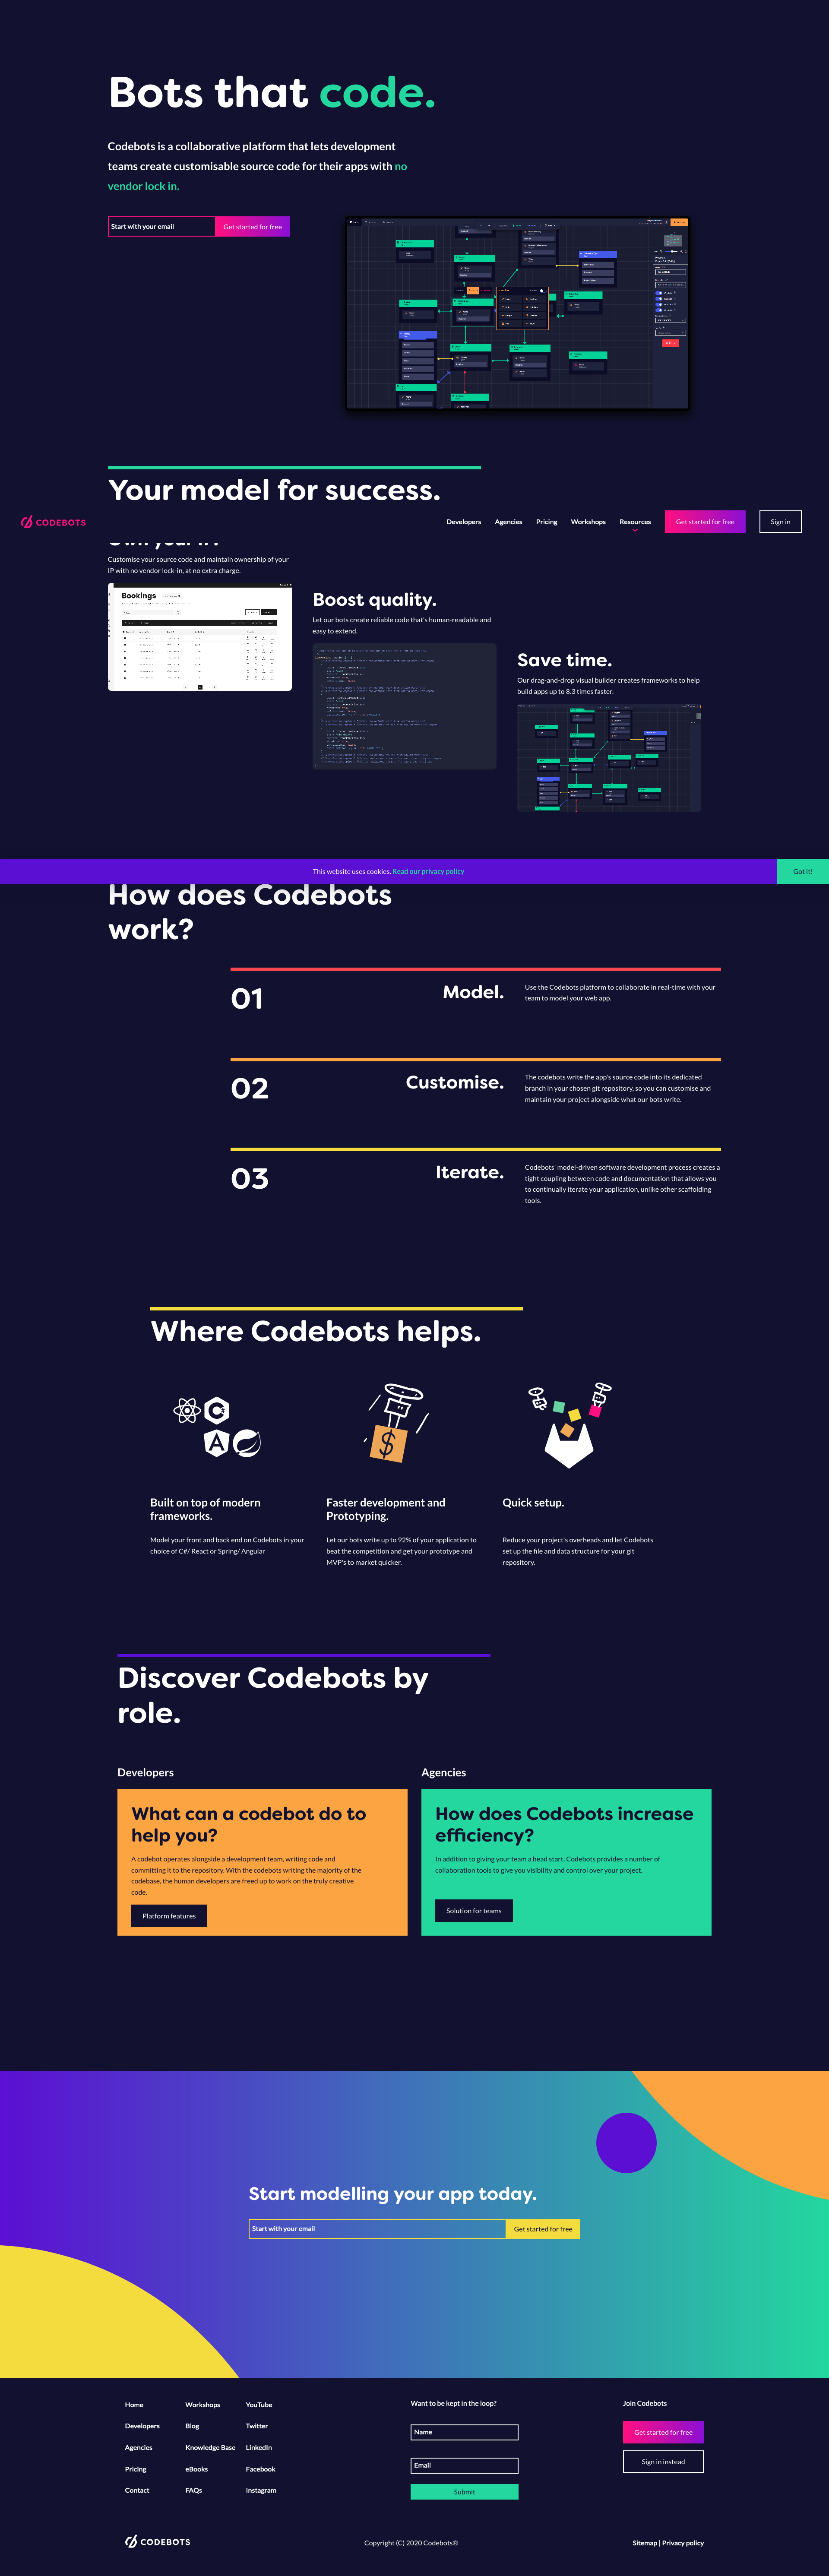 Bots that code.
Codebots is a collaborative platform that lets development
teams create customisable source code for their apps with no
vendor lock in.
Start with your email
Get started for free
Your model for success.
CODEBOTS
Developers
Agencies
Pricing
Workshops
Resources
Get started for free
Sign in
Customise your source code and maintain ownership of your
IP with no vendor lock-in, at no extra charge.
Bookings
Boost quality.
Let our bots create reliable code that's human-readable and
easy to extend.
Save time.
Our drag-and-drop visual builder creates frameworks to help
build apps up to 8.3 times faster.
This website uses cookies. Read our privacy policy
Got it!
How does Codebots
work?
01
Model.
Use the Codebots platform to collaborate in real-time with your
team to model your web app.
02
Customise.
The codebots write the app's source code into its dedicated
branch in your chosen git repository, so you can customise and
maintain your project alongside what our bots write.
03
Iterate.
Codebots' model-driven software development process creates a
tight coupling between code and documentation that allows you
to continually iterate your application, unlike other scaffolding
tools.
Where Codebots helps.
Built on top of modern
frameworks.
Model your front and back end on Codebots in your
choice of C#/ React or Spring/ Angular
Faster development and
Prototyping.
Let our bots write up to 92% of your application to
beat the competition and get your prototype and
MVP's to market quicker.
Quick setup.
Reduce your project's overheads and let Codebots
set up the file and data structure for your git
repository.
Discover Codebots by
role.
Developers
What can a codebot do to
help you?
A codebot operates alongside a development team, writing code and
committing it to the repository. With the codebots writing the majority of the
codebase, the human developers are freed up to work on the truly creative
code.
Platform features
Agencies
How does Codebots increase
efficiency?
In addition to giving your team a head start, Codebots provides a number of
collaboration tools to give you visibility and control over your project.
Solution for teams
Start modelling your app today.
Start with your email
Get started for free
Home
Developers
Agencies
Pricing
Contact
Workshops
Blog
Knowledge Base
eBooks
FAQs
YouTube
Twitter
LinkedIn
Facebook
Instagram
Want to be kept in the loop?
Name
Email
Submit
Join Codebots
Get started for free
Sign in instead
CODEBOTS
Copyright (C) 2020 Codebots®
Sitemap | Privacy policy